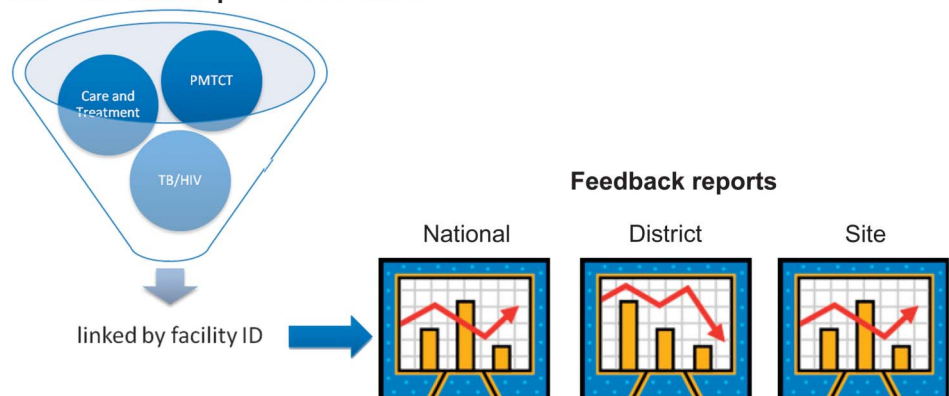 PMTCT
Care and
Treatment
TB/HIV
Feedback reports
National District Site
linked by facility ID